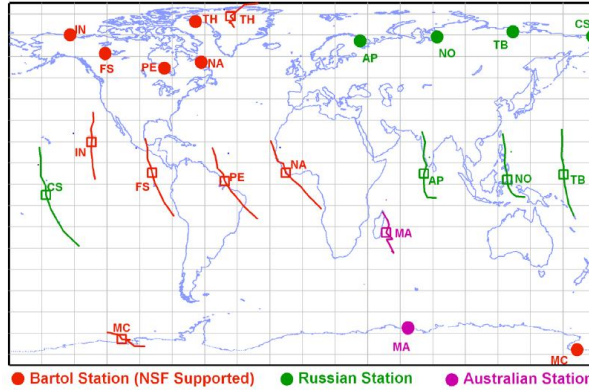 IN
TH
TH
CS
FS
PE
NA
AP
NO
TB
IN
CS
FS
PE
NA
AP
NO
TB
MA
MC
MA
MC
Bartol Station (NSF Supported) Russian Station Australian Station